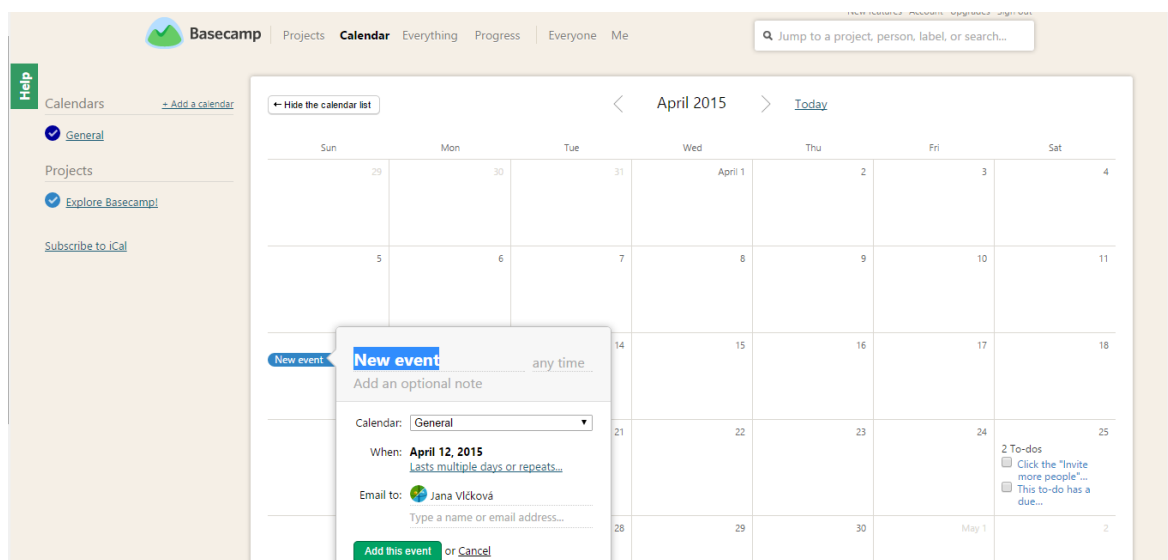 New features Account Upgrades Sign out
Basecamp Projects Calendar Everything Progress Everyone Me
Jump to a project, person, label, or search...
Help
Calendars + Add a calendar
General
Projects
Explore Basecamp!
Subscribe to iCal
← Hide the calendar list
April 2015 Today
Sun Mon Tue Wed Thu Fri Sat
29 30 31 April 1 2 3 4
5 6 7 8 9 10 11
14 15 16 17 18
New event
New event any time
Add an optional note
Calendar: General
When: April 12, 2015
Lasts multiple days or repeats...
Email to: Jana Vlčková
Type a name or email address...
Add this event or Cancel
21 22 23 24 25
2 To-dos
Click the "Invite
more people"...
This to-do has a
due...
28 29 30 May 1 2